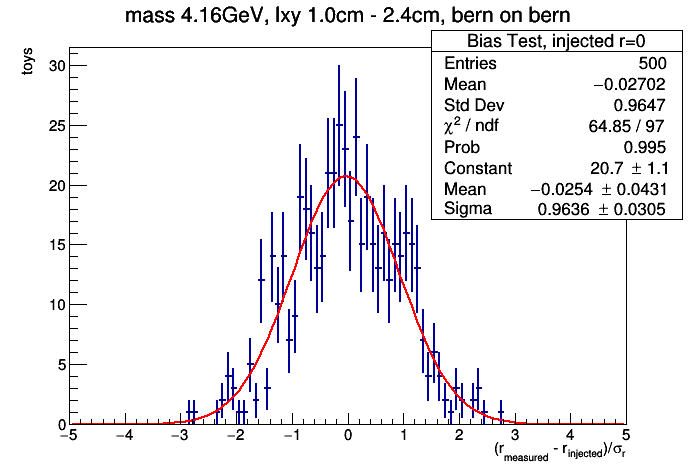 mass 4.16GeV, lxy 1.0cm - 2.4cm, bern on bern
toys
Bias Test, injected r=0
Entries 500
Mean −0.02702
Std Dev 0.9647
χ² / ndf 64.85 / 97
Prob 0.995
Constant 20.7 ± 1.1
Mean −0.0254 ± 0.0431
Sigma 0.9636 ± 0.0305
30
25
20
15
10
5
0
−5 −4 −3 −2 −1 0 1 2 3 4 5
(r_measured - r_injected)/σ_r